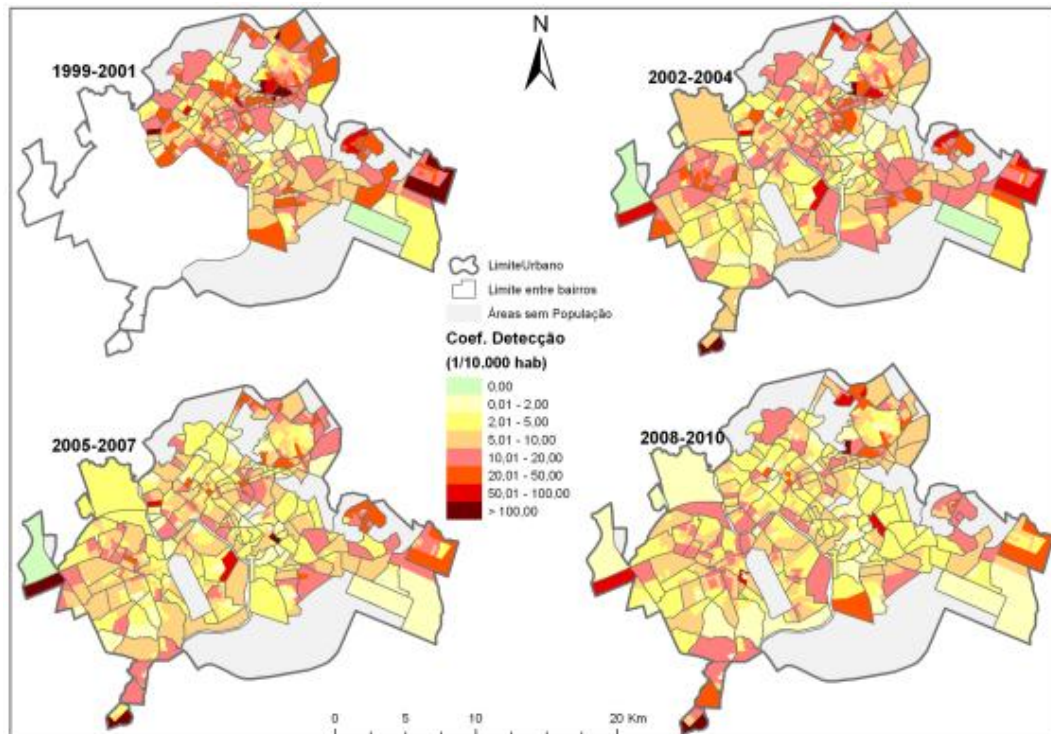 N
1999-2001
2002-2004
LimiteUrbano
Limite entre bairros
Áreas sem População
Coef. Detecção
(1/10.000 hab)
0,00
0,01 - 2,00
2,01 - 5,00
5,01 - 10,00
10,01 - 20,00
20,01 - 50,00
50,01 - 100,00
> 100,00
2005-2007
2008-2010
0 5 10 20 Km